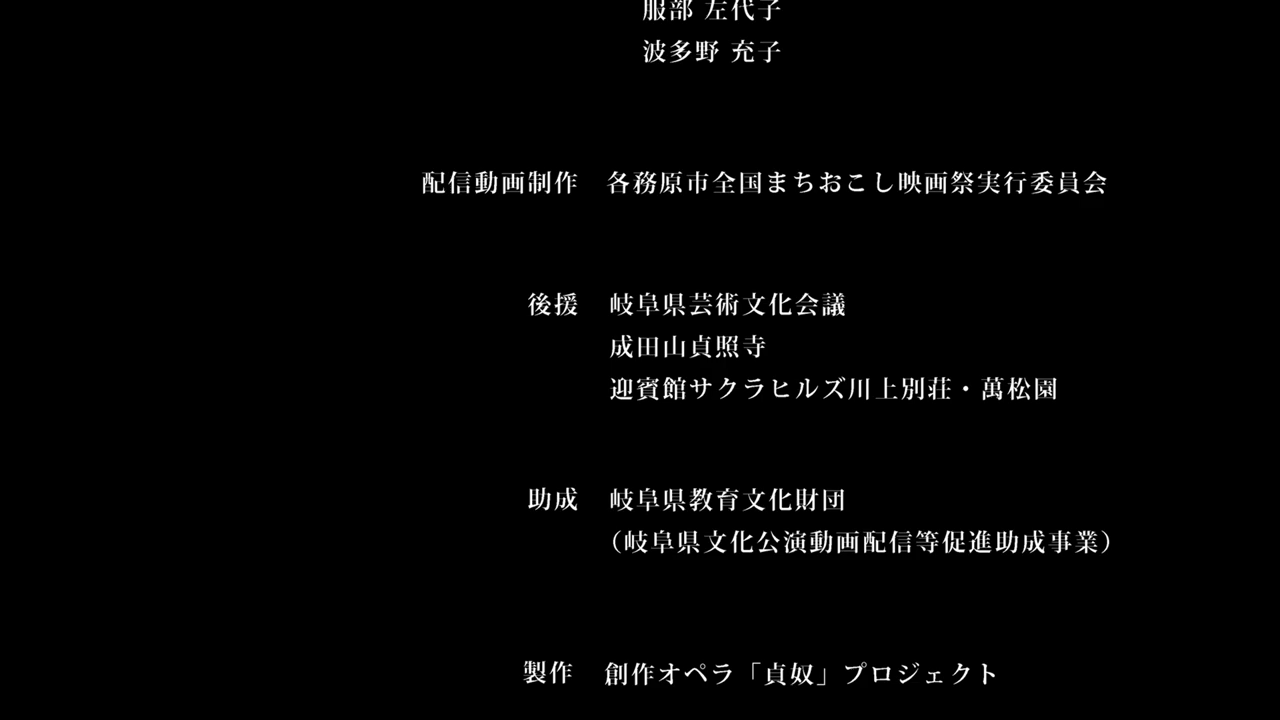 服部 左代子
波多野 充子
配信動画制作 各務原市全国まちおこし映画祭実行委員会
後援 岐阜県芸術文化会議
成田山貞照寺
迎賓館サクラヒルズ川上別荘・萬松園
助成 岐阜県教育文化財団
（岐阜県文化公演動画配信等促進助成事業）
製作 創作オペラ「貞奴」プロジェクト